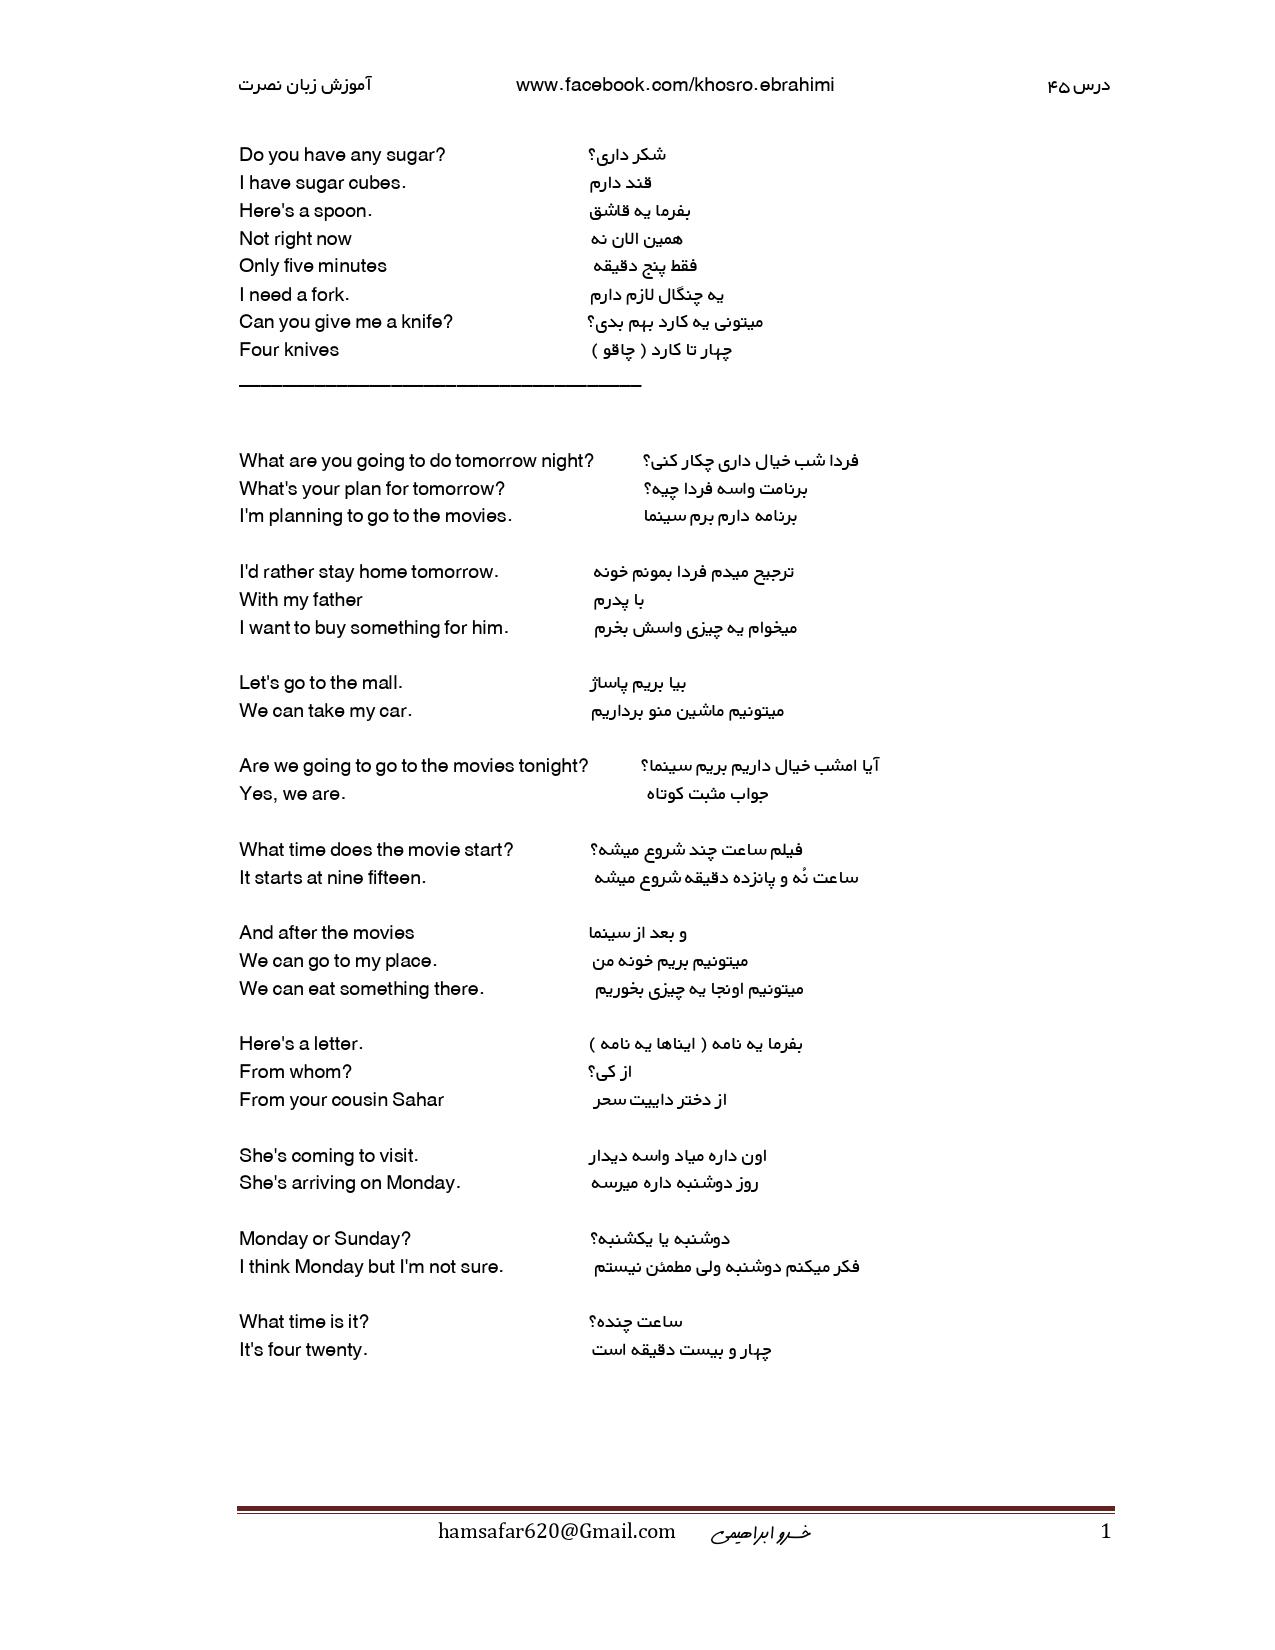 آموزش زبان نصرت www.facebook.com/khosro.ebrahimi درس ۴۵
Do you have any sugar? شکر داری؟
I have sugar cubes. قند دارم
Here's a spoon. بفرما یه قاشق
Not right now همین الان نه
Only five minutes فقط پنج دقیقه
I need a fork. یه چنگال لازم دارم
Can you give me a knife? میتونی یه کارد بهم بدی؟
Four knives چهار تا کارد ( چاقو )
What are you going to do tomorrow night? فردا شب خیال داری چکار کنی؟
What's your plan for tomorrow? برنامت واسه فردا چیه؟
I'm planning to go to the movies. برنامه دارم برم سینما
I'd rather stay home tomorrow. ترجیح میدم فردا بمونم خونه
With my father با پدرم
I want to buy something for him. میخوام یه چیزی واسش بخرم
Let's go to the mall. بیا بریم پاساژ
We can take my car. میتونیم ماشین منو برداریم
Are we going to go to the movies tonight? آیا امشب خیال داریم بریم سینما؟
Yes, we are. جواب مثبت کوتاه
What time does the movie start? فیلم ساعت چند شروع میشه؟
It starts at nine fifteen. ساعت نُه و پانزده دقیقه شروع میشه
And after the movies و بعد از سینما
We can go to my place. میتونیم بریم خونه من
We can eat something there. میتونیم اونجا یه چیزی بخوریم
Here's a letter. بفرما یه نامه ( ایناها یه نامه )
From whom? از کی؟
From your cousin Sahar از دختر داییت سحر
She's coming to visit. اون داره میاد واسه دیدار
She's arriving on Monday. روز دوشنبه داره میرسه
Monday or Sunday? دوشنبه یا یکشنبه؟
I think Monday but I'm not sure. فکر میکنم دوشنبه ولی مطمئن نیستم
What time is it? ساعت چنده؟
It's four twenty. چهار و بیست دقیقه است
hamsafar620@Gmail.com خسرو ابراهیمی 1